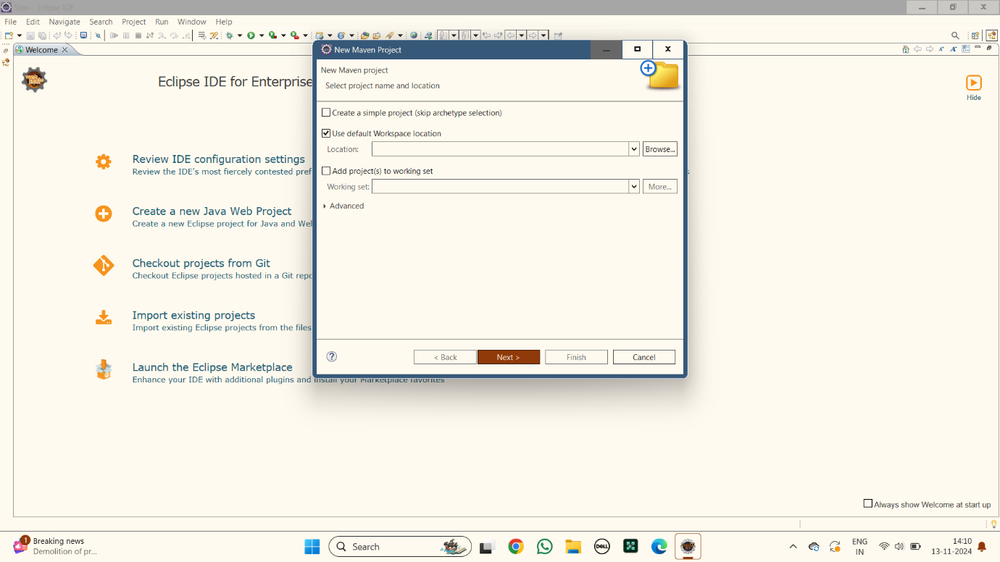 Spm - Eclipse IDE
File Edit Navigate Search Project Run Window Help
Welcome
Eclipse IDE for Enterprise
Hide
Review IDE configuration settings
Review the IDE's most fiercely contested pref
Create a new Java Web Project
Create a new Eclipse project for Java and Wel
Checkout projects from Git
Checkout Eclipse projects hosted in a Git repo
Import existing projects
Import existing Eclipse projects from the files
Launch the Eclipse Marketplace
Enhance your IDE with additional plugins and install your Marketplace favorites
New Maven Project
New Maven project
Select project name and location
Create a simple project (skip archetype selection)
Use default Workspace location
Location: Browse...
Add project(s) to working set
Working set: More...
Advanced
< Back Next > Finish Cancel
Always show Welcome at start up
1 Breaking news
Demolition of pr...
Search
DELL
ENG
IN
14:10
13-11-2024